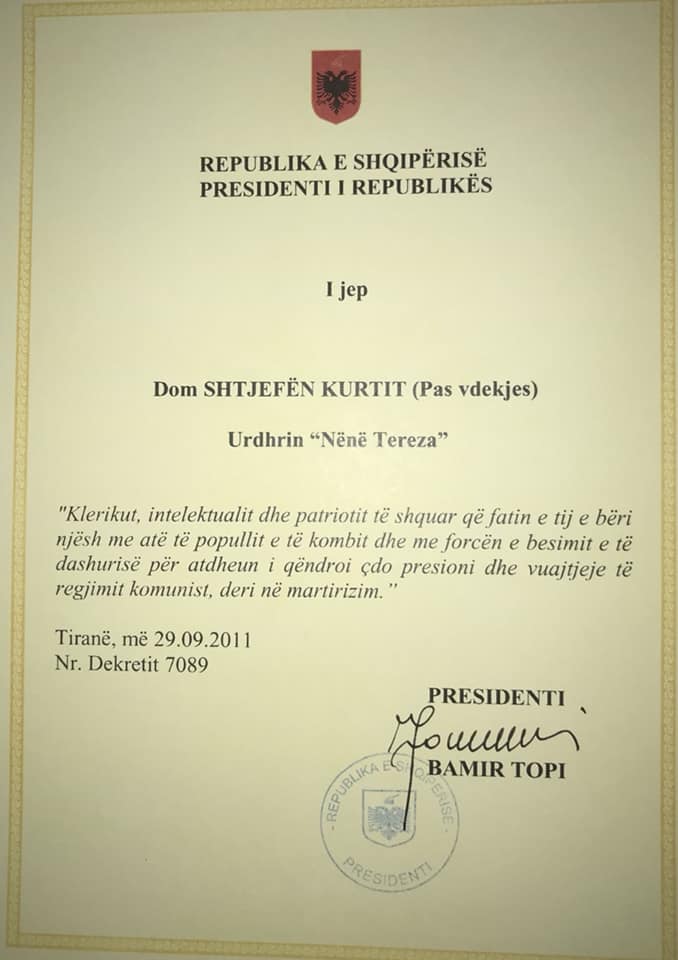 REPUBLIKA E SHQIPËRISË
PRESIDENTI I REPUBLIKËS
I jep
Dom SHTJEFËN KURTIT (Pas vdekjes)
Urdhrin “Nënë Tereza”
"Klerikut, intelektualit dhe patriotit të shquar që fatin e tij e bëri
njësh me atë të popullit e të kombit dhe me forcën e besimit e të
dashurisë për atdheun i qëndroi çdo presioni dhe vuajtjeje të
regjimit komunist, deri në martirizim.”
Tiranë, më 29.09.2011
Nr. Dekretit 7089
PRESIDENTI
BAMIR TOPI
- REPUBLIKA E SHQIPERISE -
PRESIDENTI